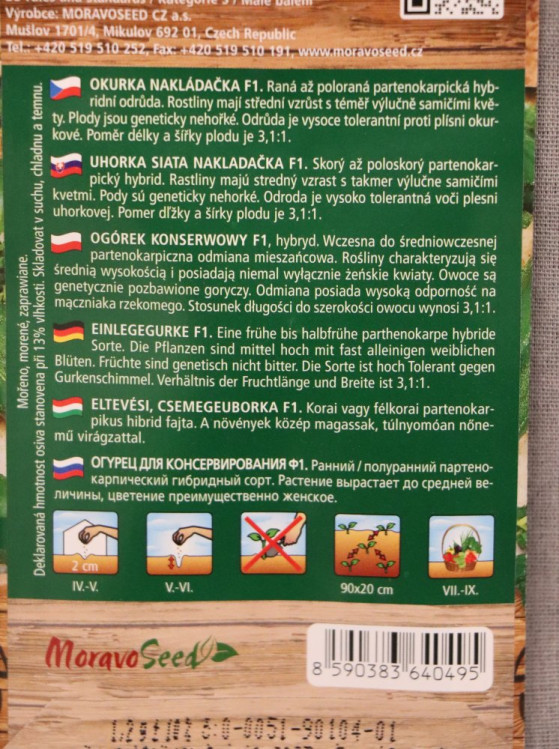 Výrobce: MORAVOSEED CZ a.s.
Mušlov 1701/4, Mikulov 692 01, Czech Republic
Tel.: +420 519 510 252, Fax: +420 519 510 191, www.moravoseed.cz
OKURKA NAKLÁDAČKA F1. Raná až poloraná partenokarpická hyb-
ridní odrůda. Rostliny mají střední vzrůst s téměř výlučně samičími kvě-
ty. Plody jsou geneticky nehořké. Odrůda je vysoce tolerantní proti plísni okur-
kové. Poměr délky a šířky plodu je 3,1:1.
UHORKA SIATA NAKLADAČKA F1. Skorý až poloskorý partenokar-
pický hybrid. Rastliny majú stredný vzrast s takmer výlučne samičími
kvetmi. Pody sú geneticky nehorké. Odroda je vysoko tolerantná voči plesni
uhorkovej. Pomer dĺžky a šírky plodu je 3,1:1.
OGÓREK KONSERWOWY F1, hybryd. Wczesna do średniowczesnej
partenokarpiczna odmiana mieszańcowa. Rośliny charakteryzują się
średnią wysokością i posiadają niemal wyłącznie żeńskie kwiaty. Owoce są
genetycznie pozbawione goryczy. Odmiana posiada wysoką odporność na
mączniaka rzekomego. Stosunek długości do szerokości owocu wynosi 3,1:1.
EINLEGEGURKE F1. Eine frühe bis halbfrühe parthenokarpe hybride
Sorte. Die Pflanzen sind mittel hoch mit fast alleinigen weiblichen
Blüten. Früchte sind genetisch nicht bitter. Die Sorte ist hoch Tolerant gegen
Gurkenschimmel. Verhältnis der Fruchtlänge und Breite ist 3,1:1.
ELTEVÉSI, CSEMEGEUBORKA F1. Korai vagy félkorai partenokar-
pikus hibrid fajta. A növények közép magassak, túlnyomóan nőne-
mű virágzattal.
ОГУРЕЦ ДЛЯ КОНСЕРВИРОВАНИЯ Ф1. Ранний / полуранний партено-
карпический гибридный сорт. Растение вырастает до средней ве-
личины, цветение преимущественно женское.
Mořeno, morené, zaprawiane.
Deklarovaná hmotnost osiva stanovena při 13% vlhkosti. Skladovat v suchu, chladnu a temnu.
2 cm
IV.-V.
V.-VI.
90x20 cm
VII.-IX.
MoravoSeed
8 590383 640495